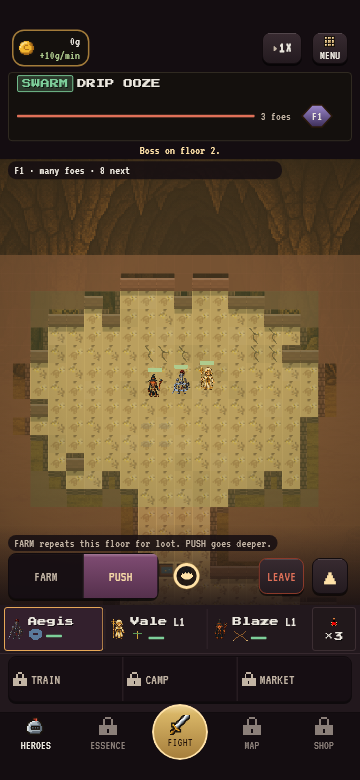 0g
+10g/min
▸1X
MENU
SWARM DRIP OOZE
3 foes
F1
Boss on floor 2.
F1 · many foes · 8 next
FARM repeats this floor for loot. PUSH goes deeper.
FARM
PUSH
LEAVE
Aegis
Vale L1
Blaze L1
×3
TRAIN
CAMP
MARKET
HEROES
ESSENCE
FIGHT
MAP
SHOP